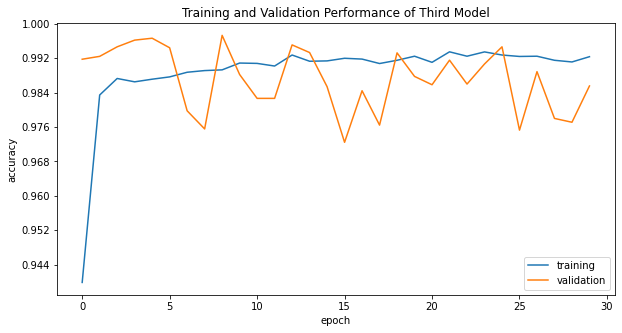 Training and Validation Performance of Third Model
1.000
0.992
0.984
0.976
0.968
0.960
0.952
0.944
accuracy
0 5 10 15 20 25 30
epoch
training
validation